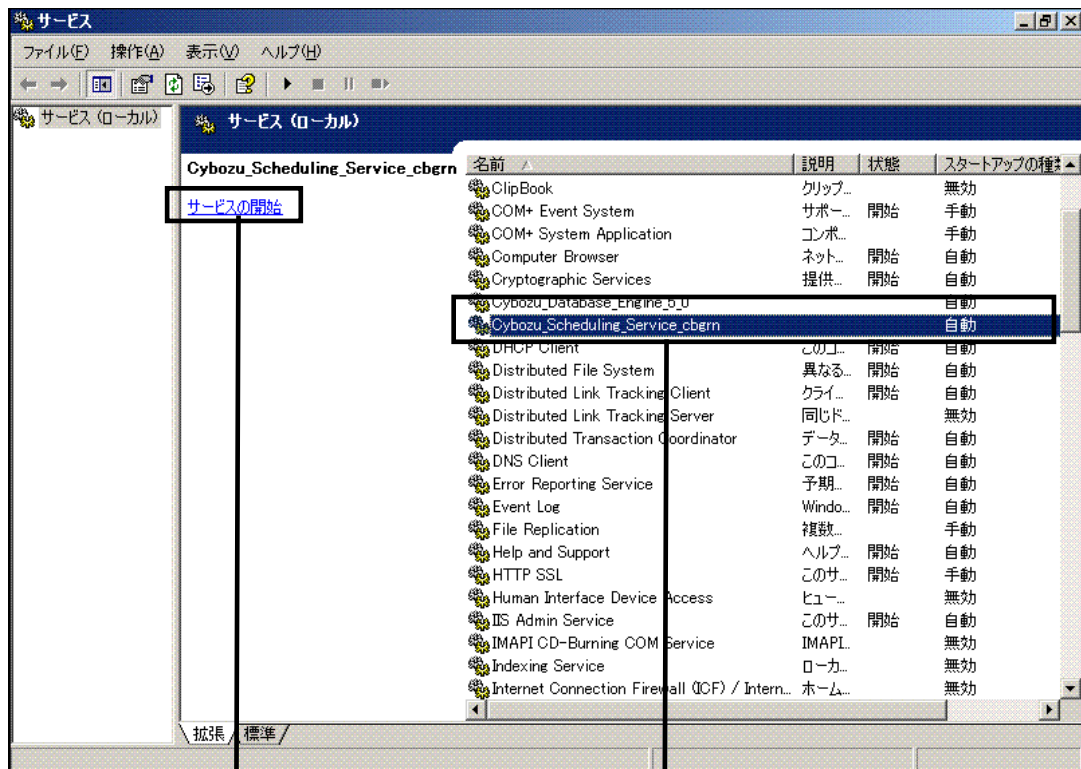 サービス
ファイル(F) 操作(A) 表示(V) ヘルプ(H)
サービス (ローカル)
サービス (ローカル)
Cybozu_Scheduling_Service_cbgrn
サービスの開始
名前 説明 状態 スタートアップの種類
ClipBook クリップ... 無効
COM+ Event System サポー... 開始 手動
COM+ System Application コンポ... 手動
Computer Browser ネット... 開始 自動
Cryptographic Services 提供... 開始 自動
Cybozu_Database_Engine_5_0 自動
Cybozu_Scheduling_Service_cbgrn 自動
DHCP Client このコ... 開始 自動
Distributed File System 異なる... 開始 自動
Distributed Link Tracking Client クライ... 開始 自動
Distributed Link Tracking Server 同じド... 無効
Distributed Transaction Coordinator データ... 開始 自動
DNS Client このコ... 開始 自動
Error Reporting Service 予期... 開始 自動
Event Log Windo... 開始 自動
File Replication 複数... 手動
Help and Support ヘルプ... 開始 自動
HTTP SSL このサ... 開始 手動
Human Interface Device Access ヒュー... 無効
IIS Admin Service このサ... 開始 自動
IMAPI CD-Burning COM Service IMAPI... 無効
Indexing Service ローカ... 無効
Internet Connection Firewall (ICF) / Intern... ホーム... 無効
拡張 標準